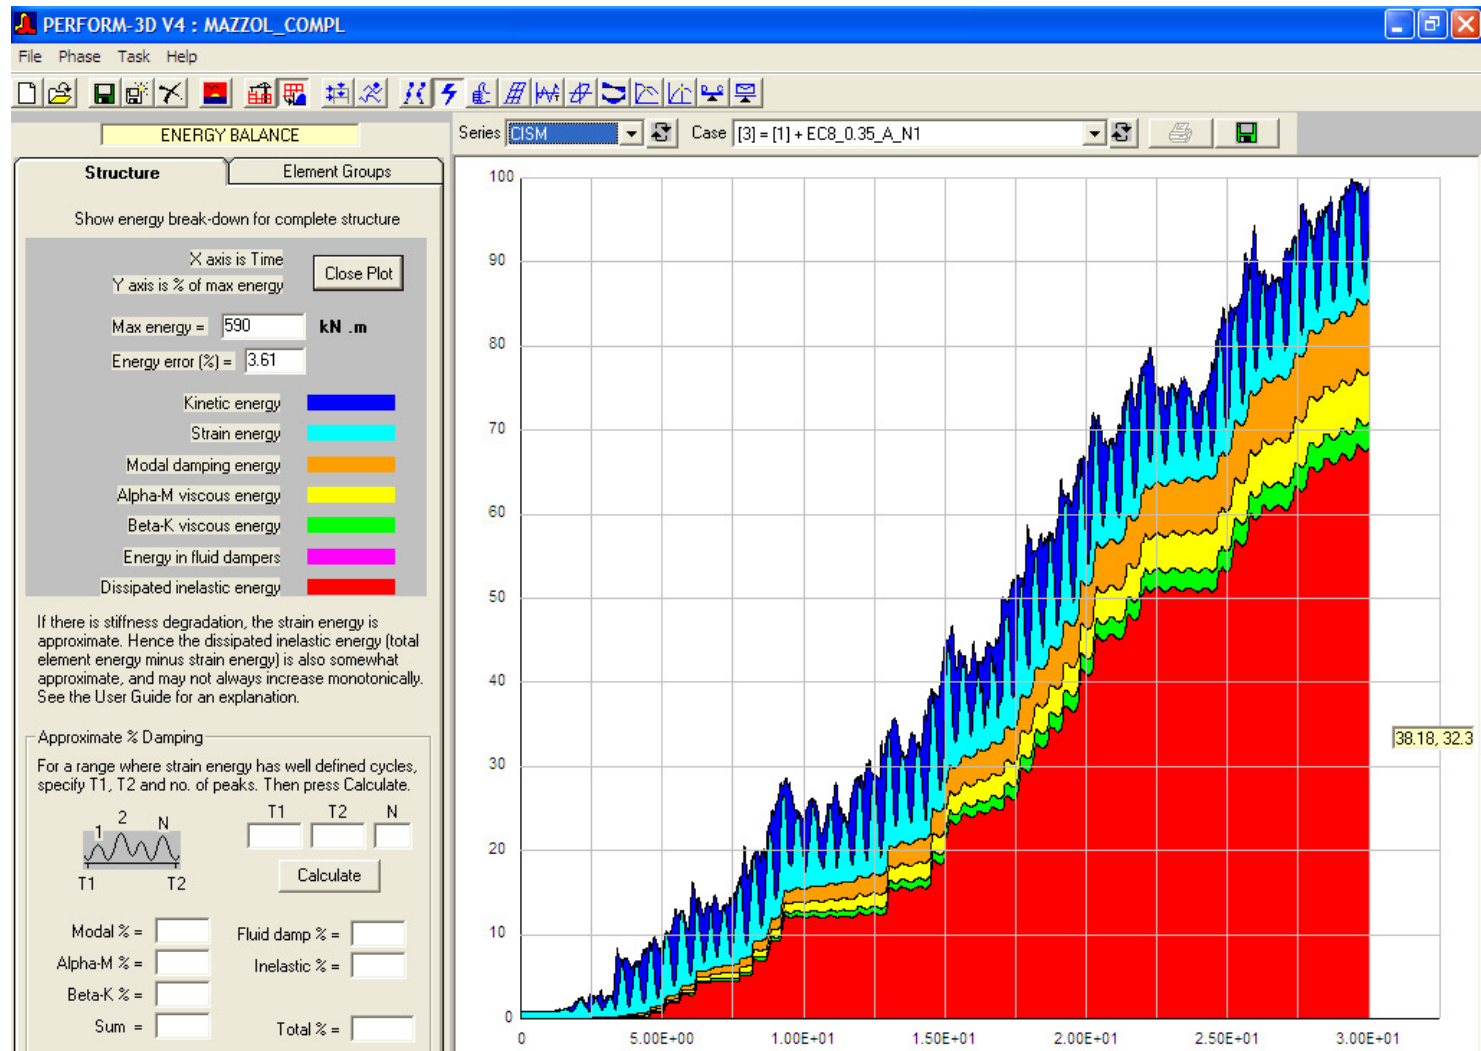 PERFORM-3D V4 : MAZZOL_COMPL
File Phase Task Help
ENERGY BALANCE
Series CISM Case [3] = [1] + EC8_0.35_A_N1
Structure Element Groups
Show energy break-down for complete structure
X axis is Time
Y axis is % of max energy
Close Plot
Max energy = 590 kN .m
Energy error (%) = 3.61
Kinetic energy
Strain energy
Modal damping energy
Alpha-M viscous energy
Beta-K viscous energy
Energy in fluid dampers
Dissipated inelastic energy
If there is stiffness degradation, the strain energy is
approximate. Hence the dissipated inelastic energy (total
element energy minus strain energy) is also somewhat
approximate, and may not always increase monotonically.
See the User Guide for an explanation.
Approximate % Damping
For a range where strain energy has well defined cycles,
specify T1, T2 and no. of peaks. Then press Calculate.
1 2 N
T1 T2
T1 T2 N
Calculate
Modal % = Fluid damp % =
Alpha-M % = Inelastic % =
Beta-K % =
Sum = Total % =
100
90
80
70
60
50
40
30
20
10
0
0 5.00E+00 1.00E+01 1.50E+01 2.00E+01 2.50E+01 3.00E+01
38.18, 32.3